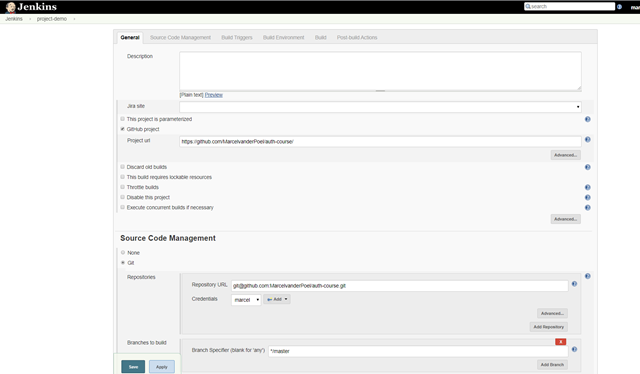 Jenkins
search
mar
Jenkins
project-demo
General
Source Code Management
Build Triggers
Build Environment
Build
Post-build Actions
Description
[Plain text] Preview
Jira site
This project is parameterized
GitHub project
Project url
https://github.com/MarcelvanderPoel/auth-course/
Advanced...
Discard old builds
This build requires lockable resources
Throttle builds
Disable this project
Execute concurrent builds if necessary
Advanced...
Source Code Management
None
Git
Repositories
Repository URL
git@github.com:MarcelvanderPoel/auth-course.git
Credentials
marcel
Add
Advanced...
Add Repository
Branches to build
X
Branch Specifier (blank for 'any')
*/master
Add Branch
Save
Apply